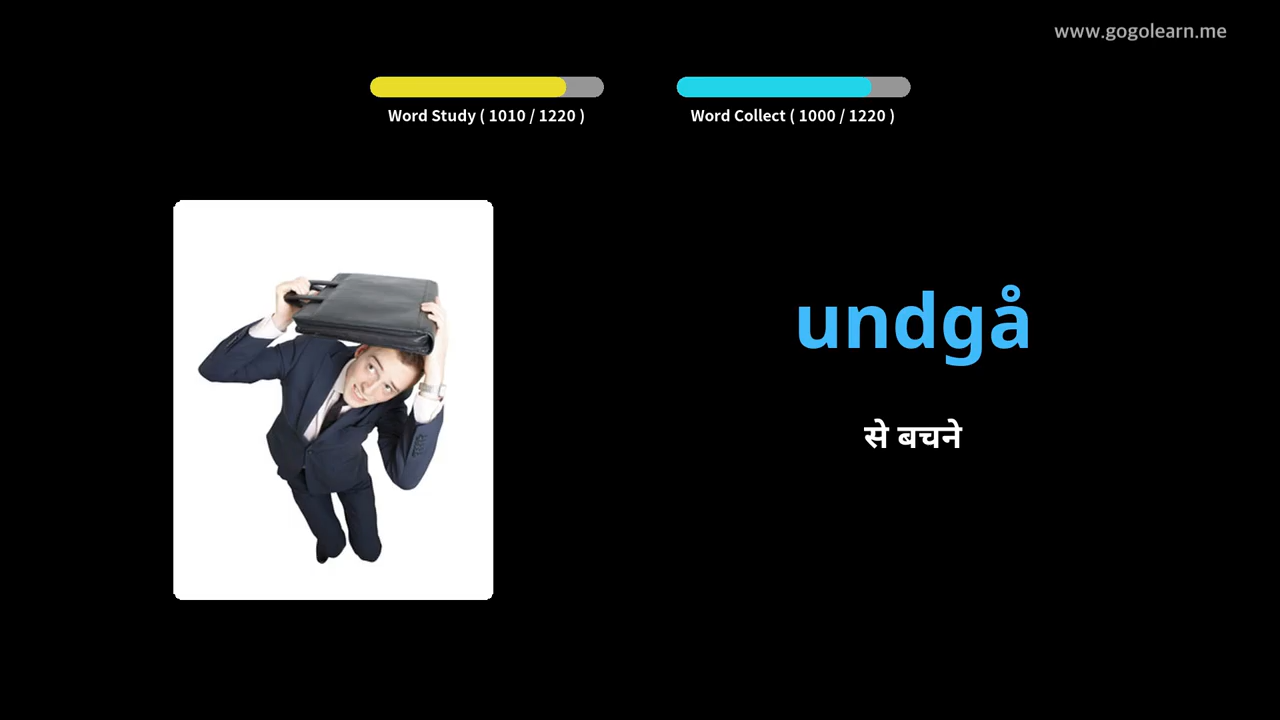 www.gogolearn.me
Word Study ( 1010 / 1220 )
Word Collect ( 1000 / 1220 )
undgå
से बचने